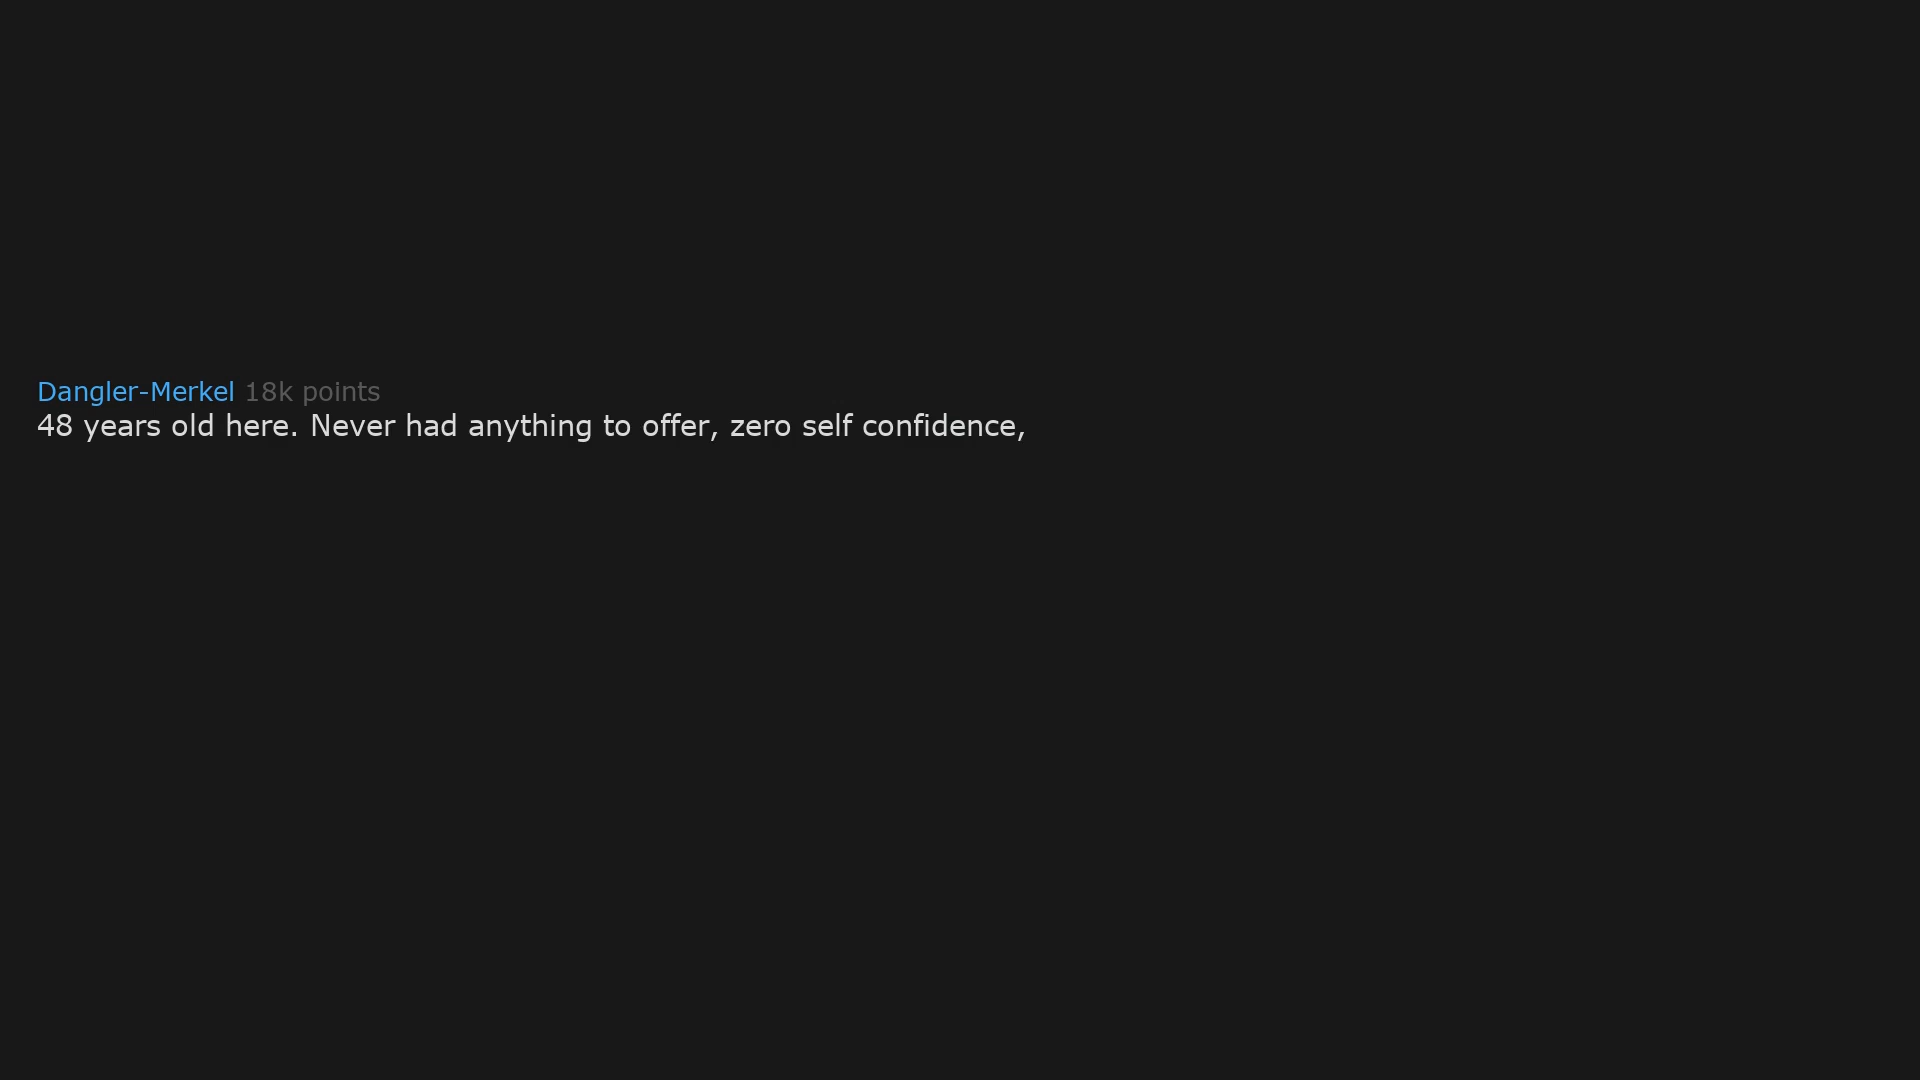 Dangler-Merkel 18k points
48 years old here. Never had anything to offer, zero self confidence,